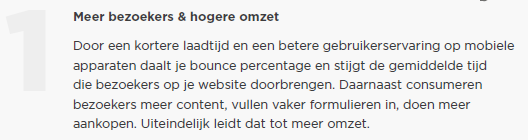 1
Meer bezoekers & hogere omzet
Door een kortere laadtijd en een betere gebruikerservaring op mobiele
apparaten daalt je bounce percentage en stijgt de gemiddelde tijd
die bezoekers op je website doorbrengen. Daarnaast consumeren
bezoekers meer content, vullen vaker formulieren in, doen meer
aankopen. Uiteindelijk leidt dat tot meer omzet.